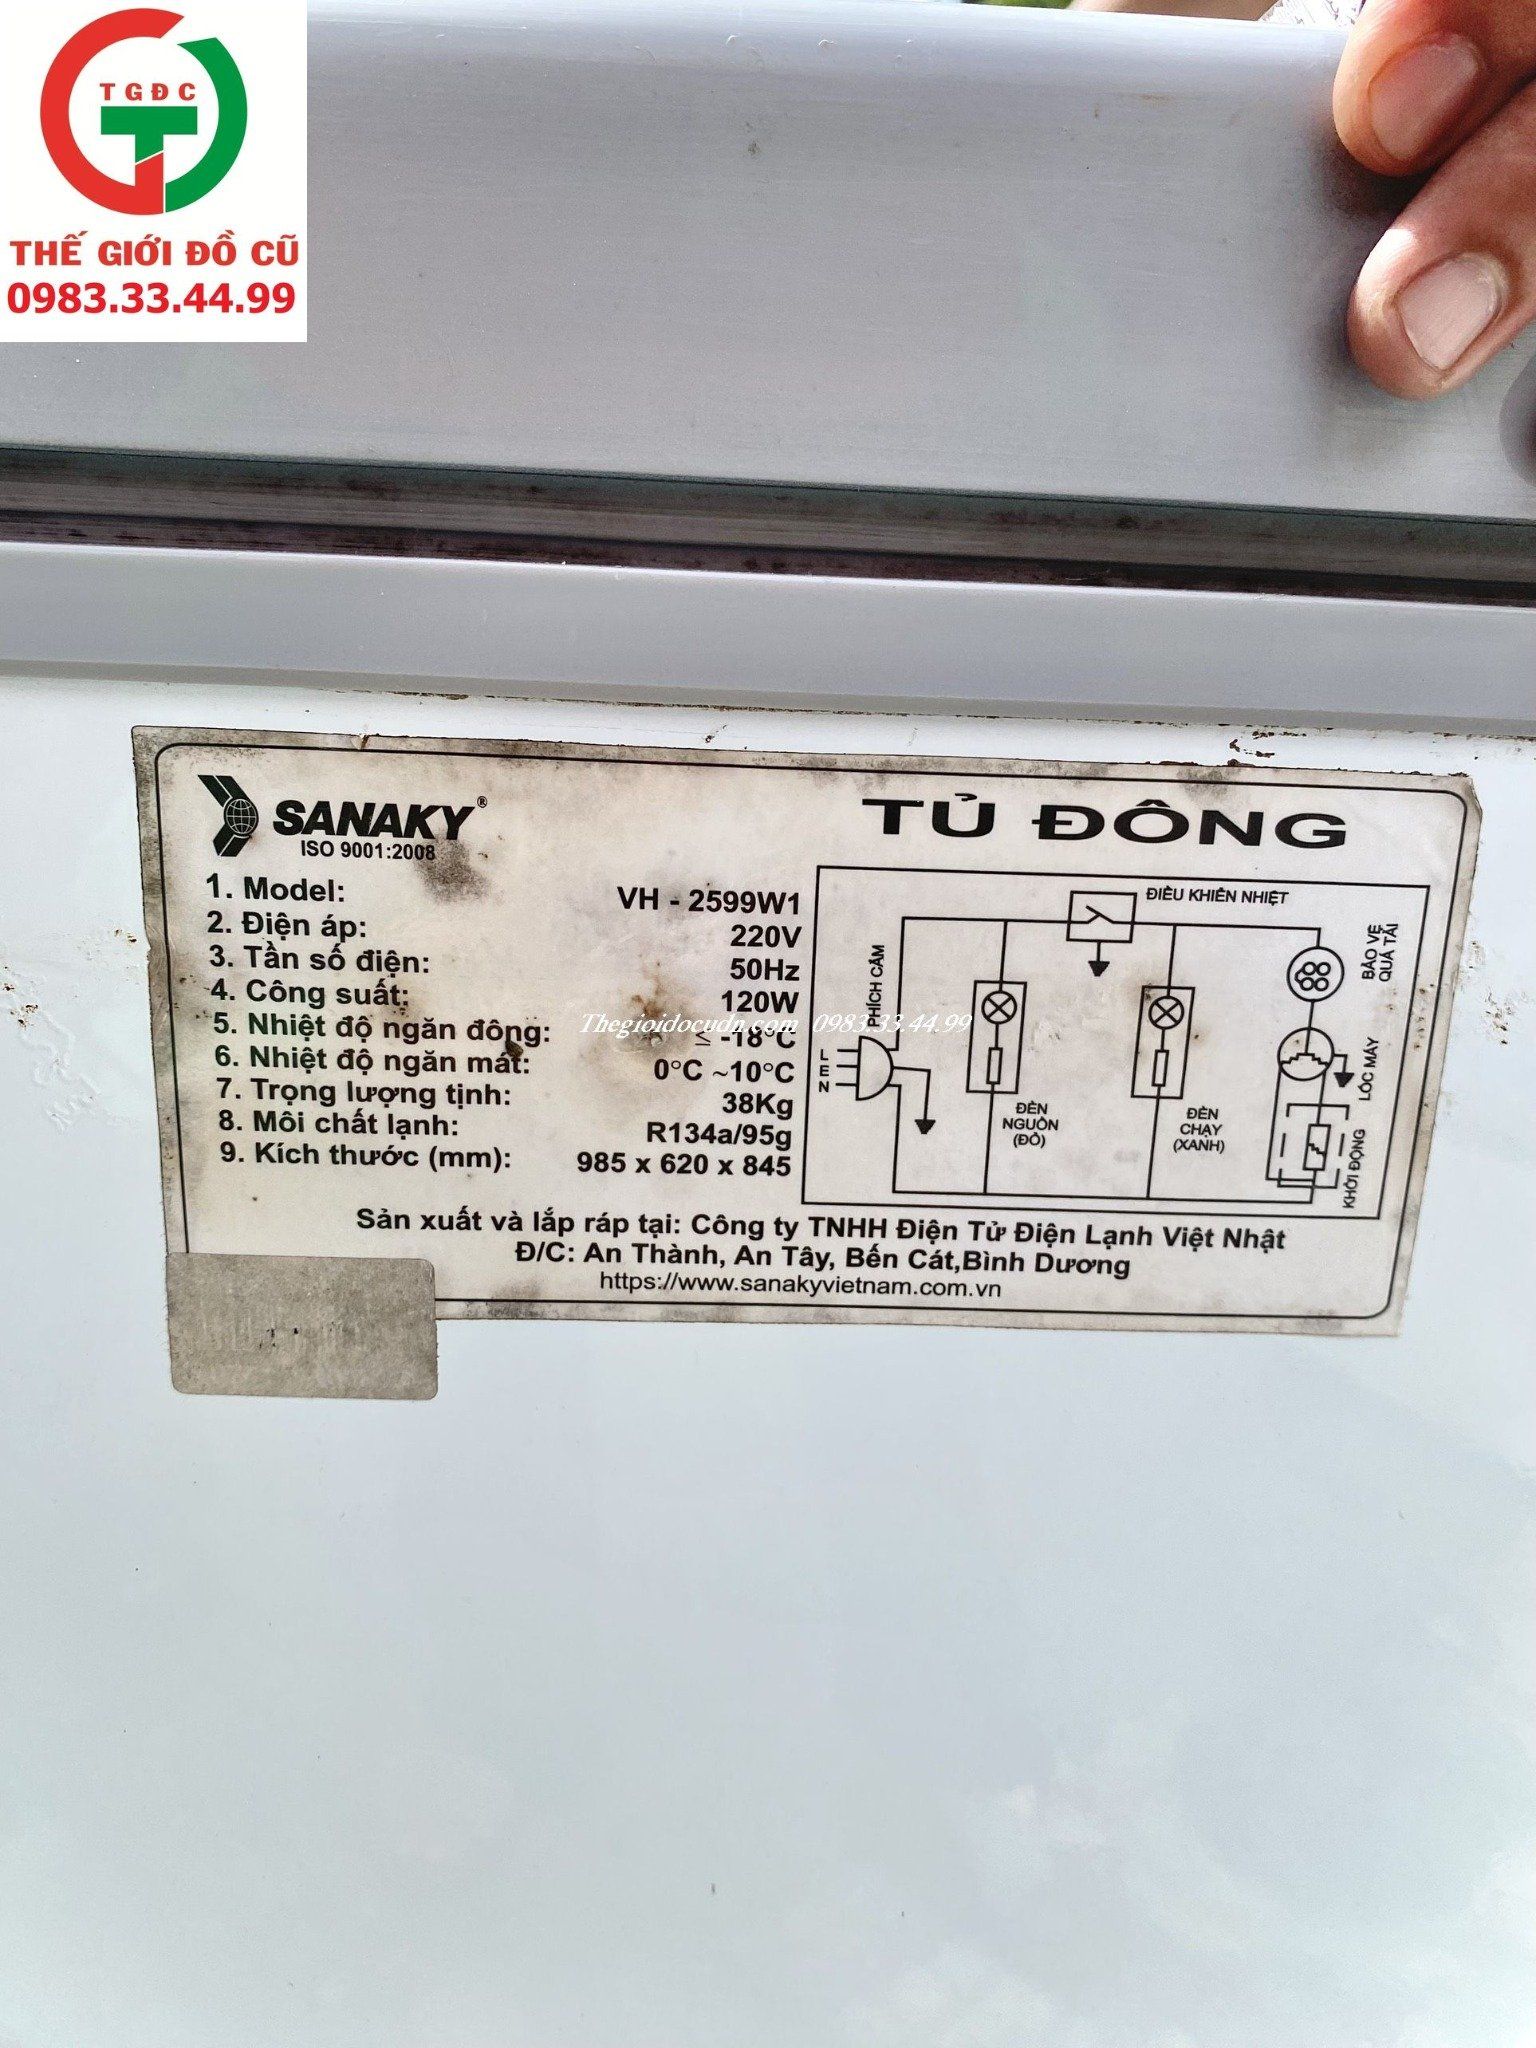 TGĐC
THẾ GIỚI ĐỒ CŨ
0983.33.44.99
SANAKY®
ISO 9001:2008
TỦ ĐÔNG
1. Model: VH - 2599W1
2. Điện áp: 220V
3. Tần số điện: 50Hz
4. Công suất: 120W
5. Nhiệt độ ngăn đông: ≤ -18°C
6. Nhiệt độ ngăn mát: 0°C ~10°C
7. Trọng lượng tịnh: 38Kg
8. Môi chất lạnh: R134a/95g
9. Kích thước (mm): 985 x 620 x 845
Thegioidocudn.com 0983.33.44.99
ĐIỀU KHIỂN NHIỆT
PHÍCH CẮM
L
E
N
ĐÈN
NGUỒN
(ĐỎ)
ĐÈN
CHẠY
(XANH)
BẢO VỆ
QUÁ TẢI
LỐC MÁY
KHỞI ĐỘNG
Sản xuất và lắp ráp tại: Công ty TNHH Điện Tử Điện Lạnh Việt Nhật
Đ/C: An Thành, An Tây, Bến Cát,Bình Dương
https://www.sanakyvietnam.com.vn